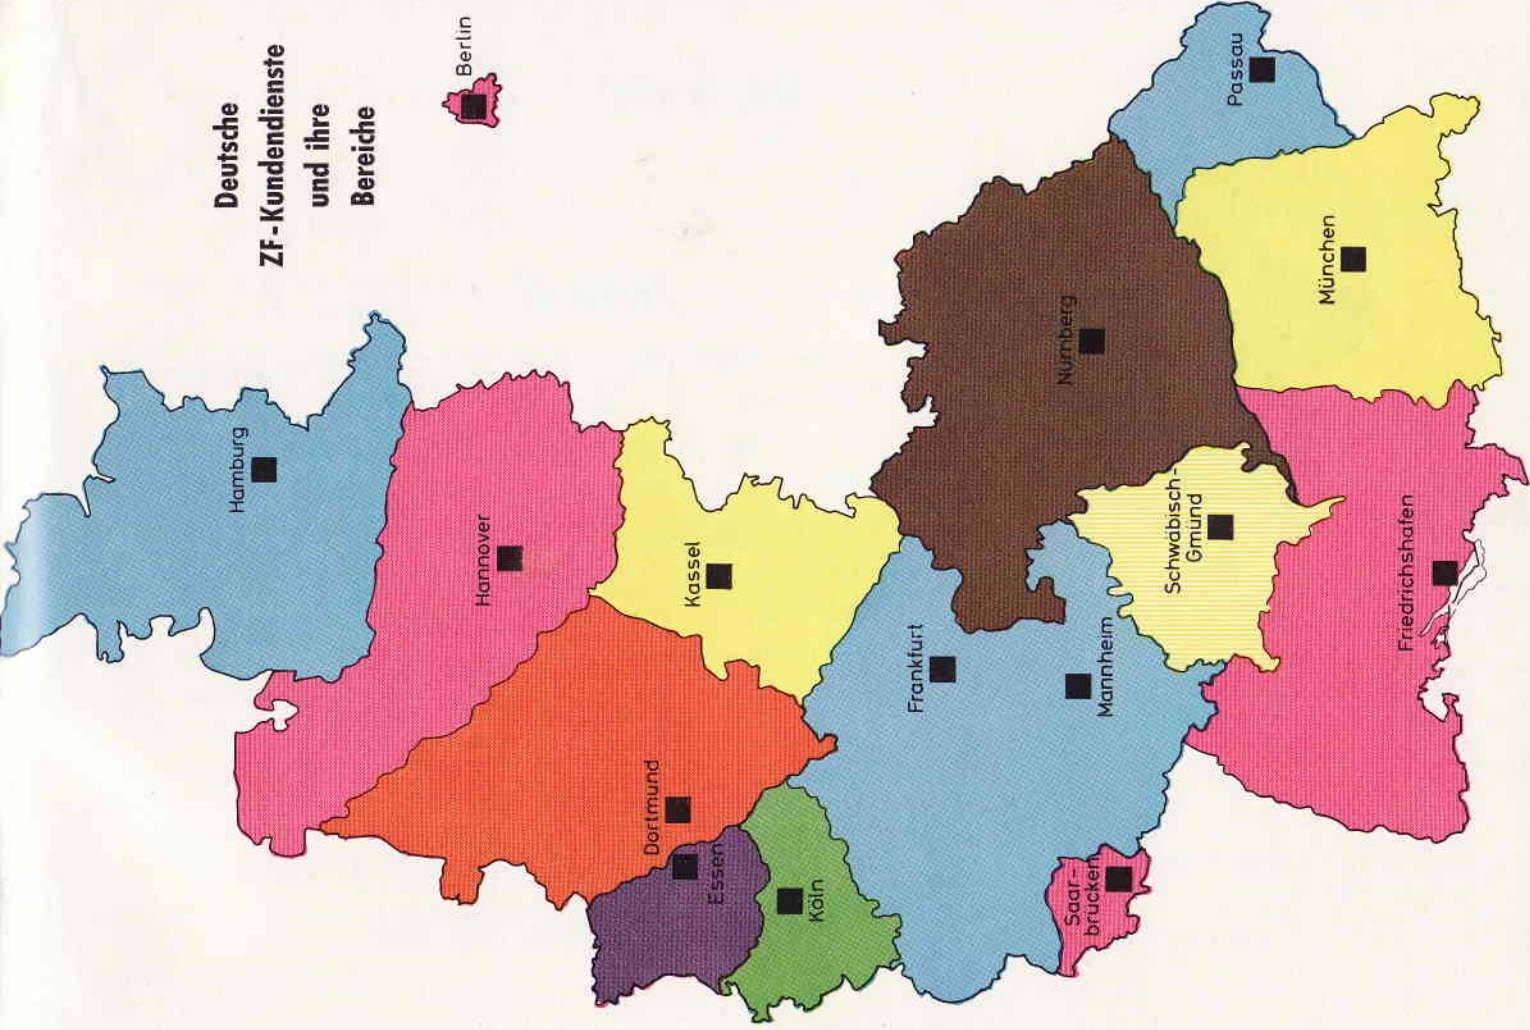 Deutsche
ZF-Kundendienste
und ihre
Bereiche
Berlin
Hamburg
Hannover
Kassel
Dortmund
Essen
Köln
Frankfurt
Mannheim
Saar-
brücken
Nürnberg
Schwäbisch-
Gmünd
Passau
München
Friedrichshafen